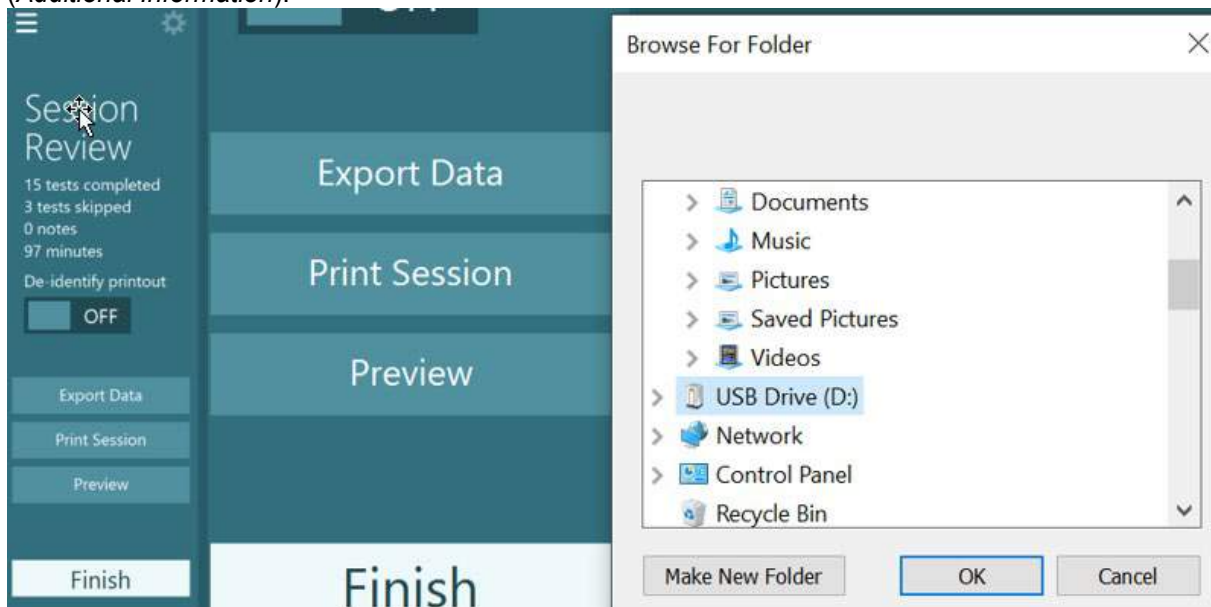 (Additional Information).
Session
Review
15 tests completed
3 tests skipped
0 notes
97 minutes
De-identify printout
OFF
Export Data
Print Session
Preview
Finish
Export Data
Print Session
Preview
Finish
Browse For Folder
Documents
Music
Pictures
Saved Pictures
Videos
USB Drive (D:)
Network
Control Panel
Recycle Bin
Make New Folder
OK
Cancel